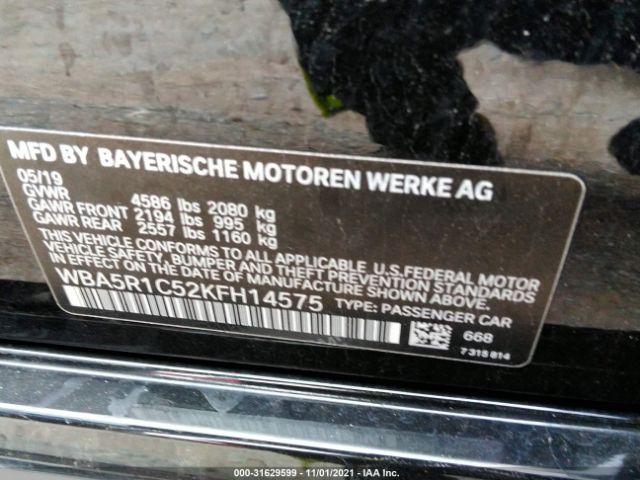 MFD BY BAYERISCHE MOTOREN WERKE AG
05/19
GVWR 4586 lbs 2080 kg
GAWR FRONT 2194 lbs 995 kg
GAWR REAR 2557 lbs 1160 kg
THIS VEHICLE CONFORMS TO ALL APPLICABLE U.S.FEDERAL MOTOR
VEHICLE SAFETY, BUMPER AND THEFT PREVENTION STANDARDS
IN EFFECT ON THE DATE OF MANUFACTURE SHOWN ABOVE.
WBA5R1C52KFH14575 TYPE: PASSENGER CAR
668
7 315 814
000-31629599 - 11/01/2021 - IAA Inc.